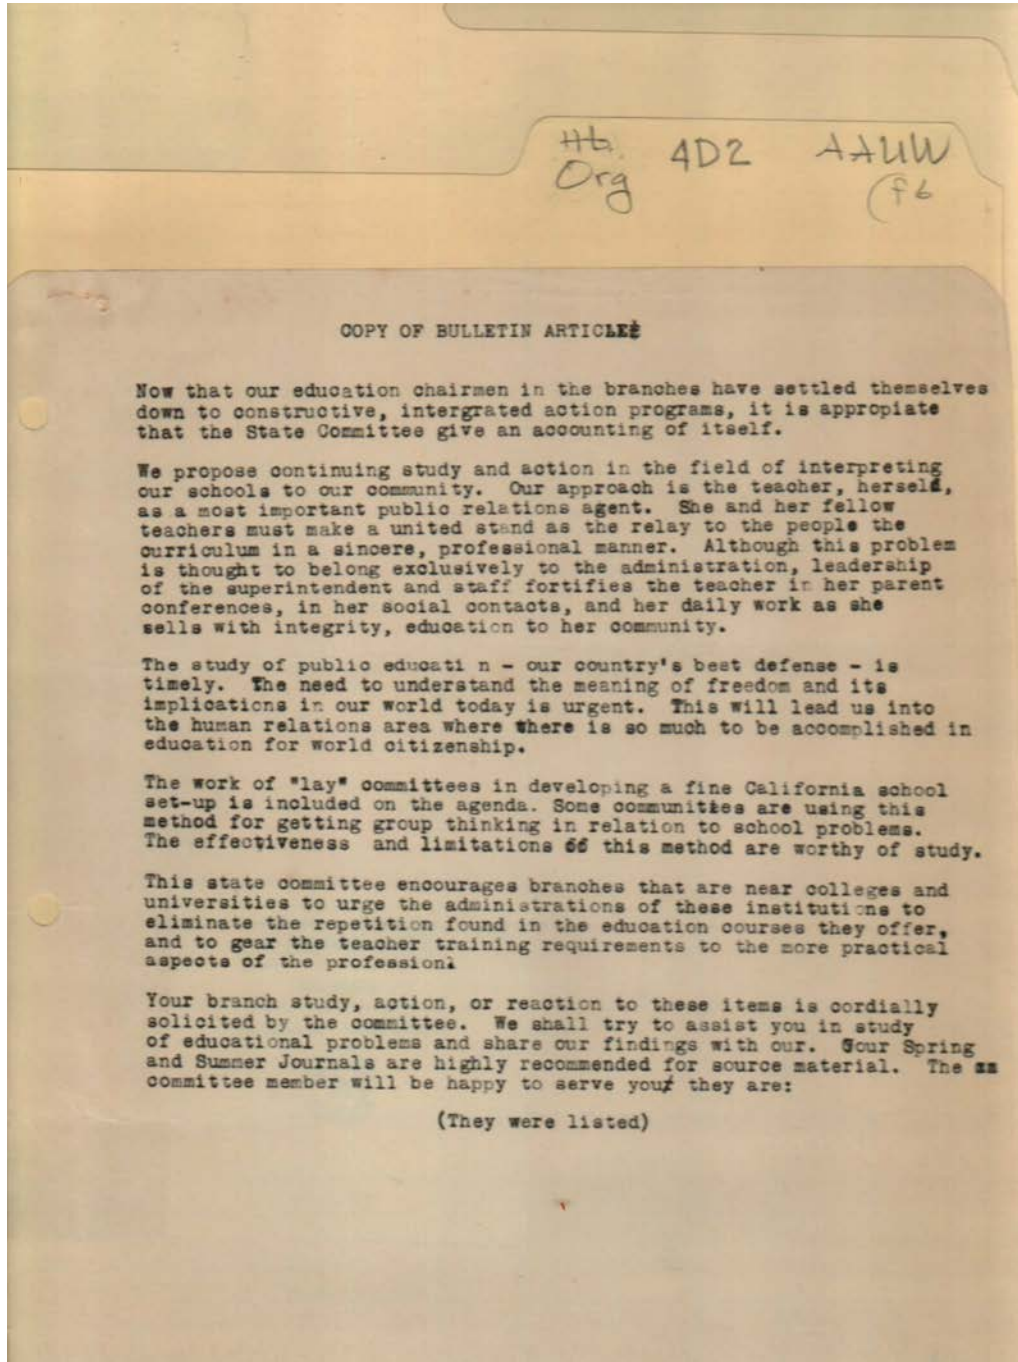 Hb.
Org 4D2 AAUW
(f6
COPY OF BULLETIN ARTICLE
Now that our education chairmen in the branches have settled themselves
down to constructive, intergrated action programs, it is appropiate
that the State Committee give an accounting of itself.
We propose continuing study and action in the field of interpreting
our schools to our community. Our approach is the teacher, herself,
as a most important public relations agent. She and her fellow
teachers must make a united stand as the relay to the people the
curriculum in a sincere, professional manner. Although this problem
is thought to belong exclusively to the administration, leadership
of the superintendent and staff fortifies the teacher in her parent
conferences, in her social contacts, and her daily work as she
sells with integrity, education to her community.
The study of public educati n - our country's best defense - is
timely. The need to understand the meaning of freedom and its
implications in our world today is urgent. This will lead us into
the human relations area where there is so much to be accomplished in
education for world citizenship.
The work of "lay" committees in developing a fine California school
set-up is included on the agenda. Some communities are using this
method for getting group thinking in relation to school problems.
The effectiveness and limitations of this method are worthy of study.
This state committee encourages branches that are near colleges and
universities to urge the administrations of these institutions to
eliminate the repetition found in the education courses they offer,
and to gear the teacher training requirements to the more practical
aspects of the profession.
Your branch study, action, or reaction to these items is cordially
solicited by the committee. We shall try to assist you in study
of educational problems and share our findings with our. Your Spring
and Summer Journals are highly recommended for source material. The
committee member will be happy to serve you they are:
(They were listed)